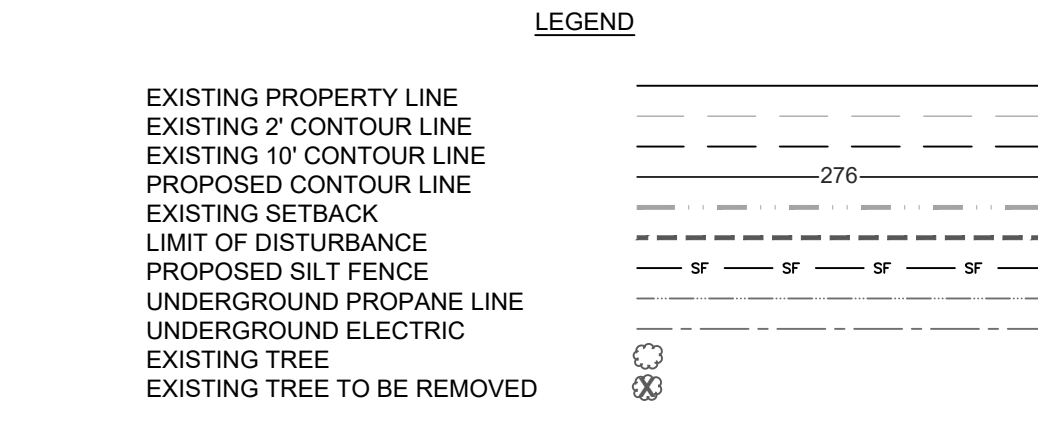 LEGEND
EXISTING PROPERTY LINE
EXISTING 2' CONTOUR LINE
EXISTING 10' CONTOUR LINE
PROPOSED CONTOUR LINE 276
EXISTING SETBACK
LIMIT OF DISTURBANCE
PROPOSED SILT FENCE SF SF SF SF
UNDERGROUND PROPANE LINE
UNDERGROUND ELECTRIC
EXISTING TREE
EXISTING TREE TO BE REMOVED X